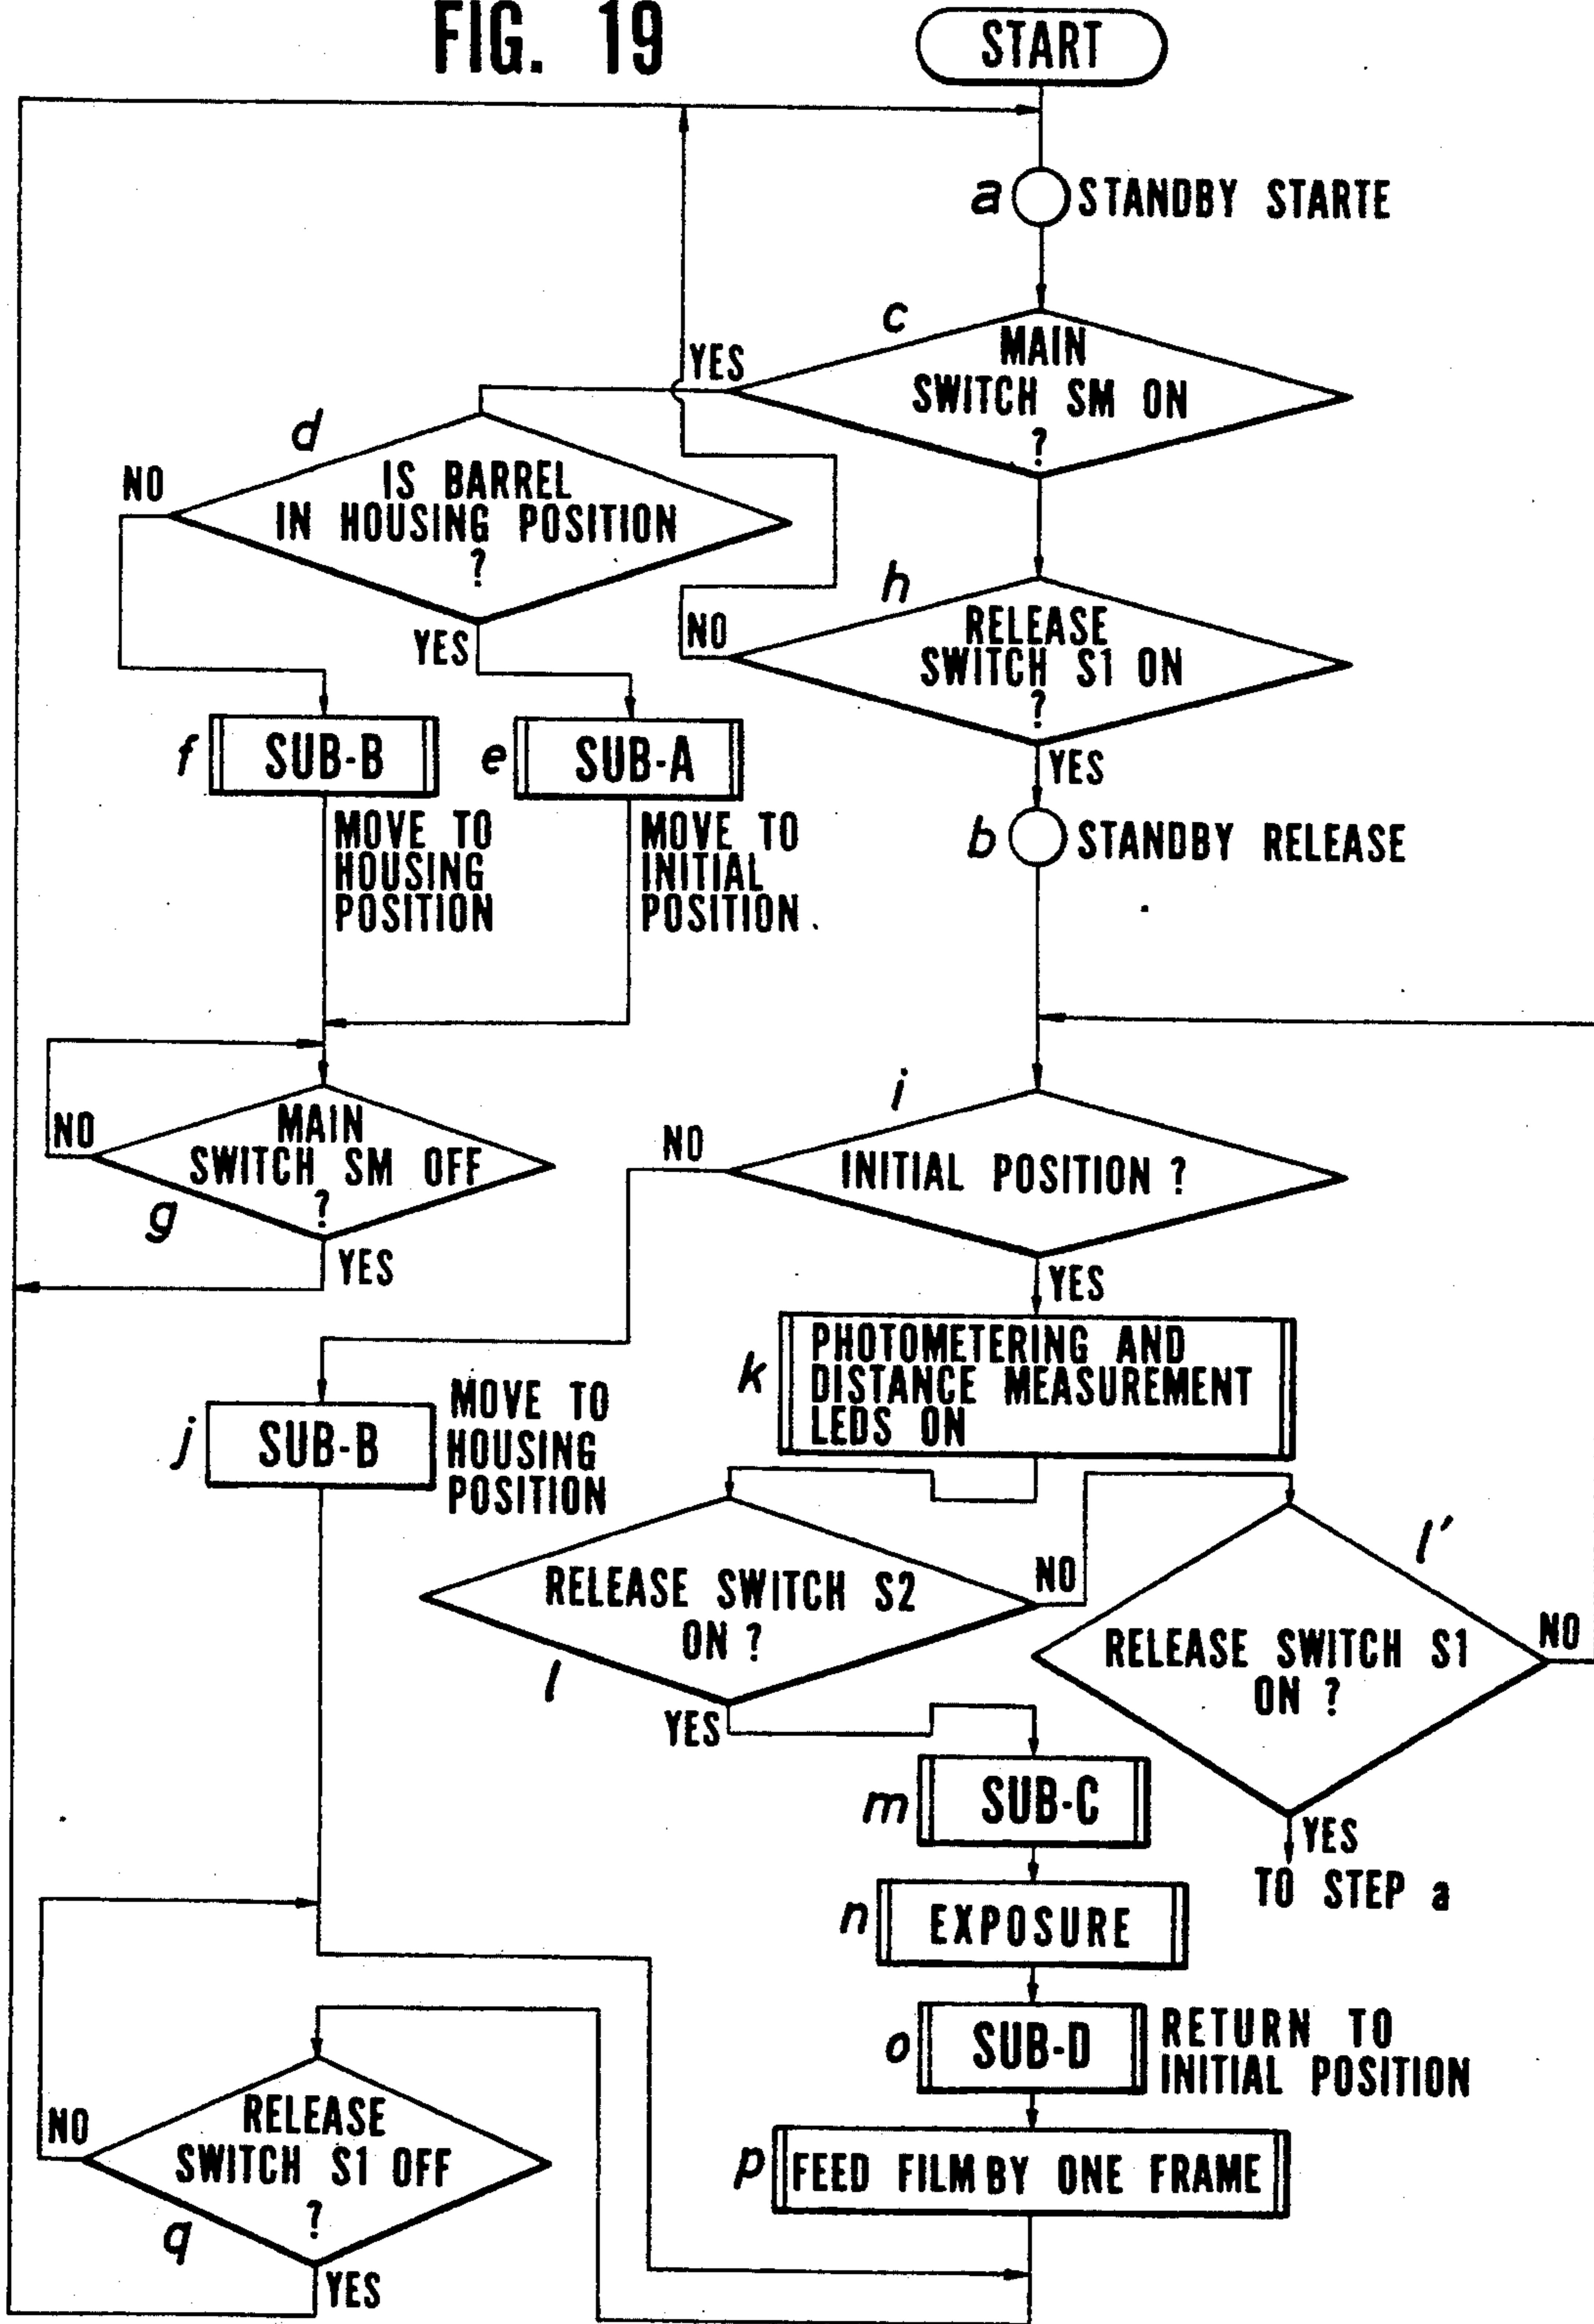 FIG. 19
START
a STANDBY STARTE
c
MAIN
SWITCH SM ON
?
YES
d
IS BARREL
IN HOUSING POSITION
?
NO
YES
h
RELEASE
SWITCH S1 ON
?
NO
YES
f SUB-B
MOVE TO
HOUSING
POSITION
e SUB-A
MOVE TO
INITIAL
POSITION
b STANDBY RELEASE
MAIN
SWITCH SM OFF
?
NO
g
YES
i
INITIAL POSITION ?
NO
YES
k
PHOTOMETERING AND
DISTANCE MEASUREMENT
LEDS ON
j SUB-B
MOVE TO
HOUSING
POSITION
RELEASE SWITCH S2
ON ?
l
NO
YES
l'
RELEASE SWITCH S1
ON ?
NO
YES
TO STEP a
m SUB-C
n EXPOSURE
o SUB-D
RETURN TO
INITIAL POSITION
p FEED FILM BY ONE FRAME
RELEASE
SWITCH S1 OFF
?
NO
q
YES